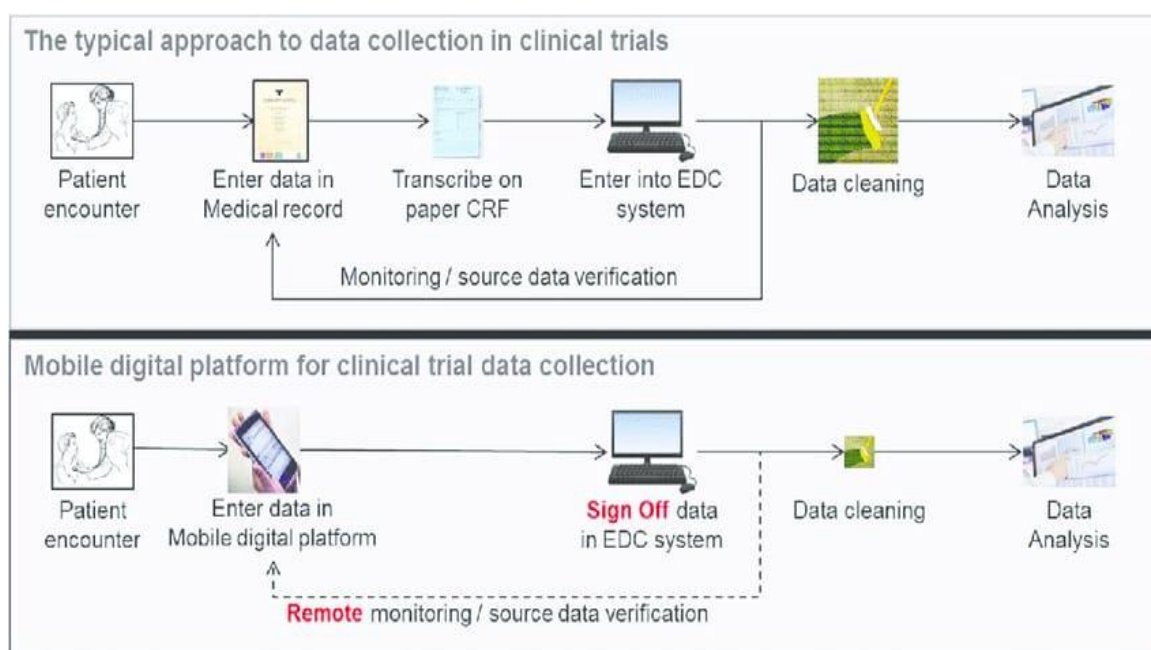 The typical approach to data collection in clinical trials
Patient
encounter
Enter data in
Medical record
Transcribe on
paper CRF
Enter into EDC
system
Data cleaning
Data
Analysis
Monitoring / source data verification
Mobile digital platform for clinical trial data collection
Patient
encounter
Enter data in
Mobile digital platform
Sign Off data
in EDC system
Data cleaning
Data
Analysis
Remote monitoring / source data verification